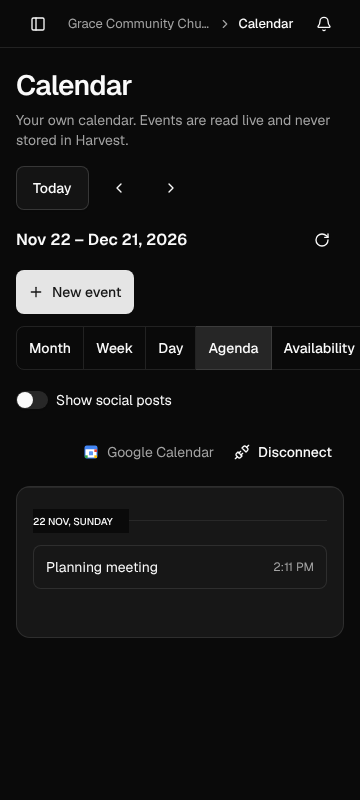 Grace Community Chu... > Calendar
Calendar
Your own calendar. Events are read live and never
stored in Harvest.
Today
Nov 22 – Dec 21, 2026
+ New event
Month Week Day Agenda Availability
Show social posts
Google Calendar Disconnect
22 NOV, SUNDAY
Planning meeting 2:11 PM